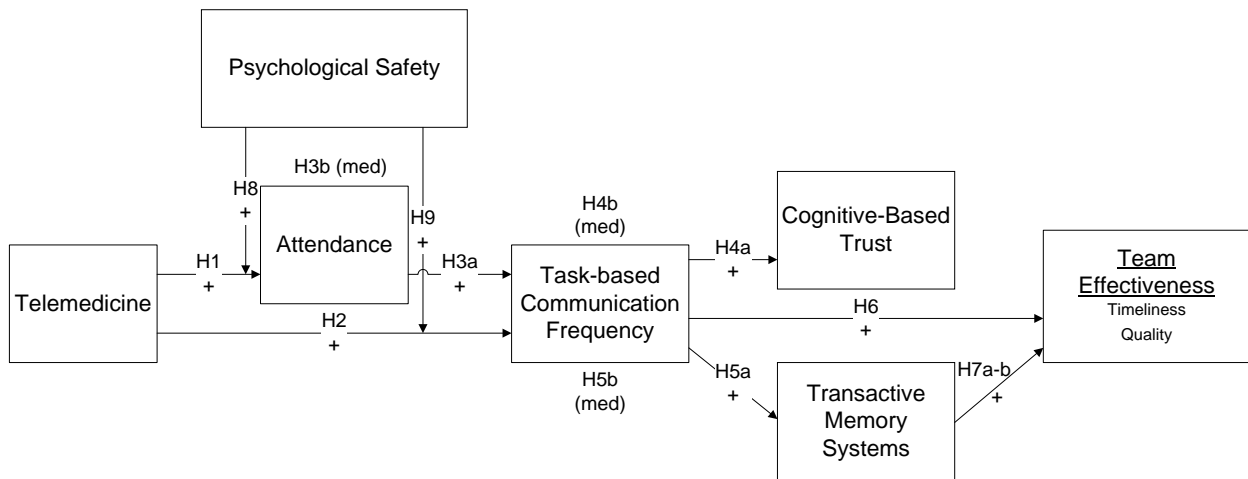 Psychological Safety
H3b (med)
H8
+
H9
+
Attendance
H4b
(med)
Cognitive-Based
Trust
H4a
+
H1
+
H3a
+
Telemedicine
Task-based
Communication
Frequency
Team
Effectiveness
Timeliness
Quality
H2
+
H6
+
H5a
+
H5b
(med)
H7a-b
+
Transactive
Memory
Systems